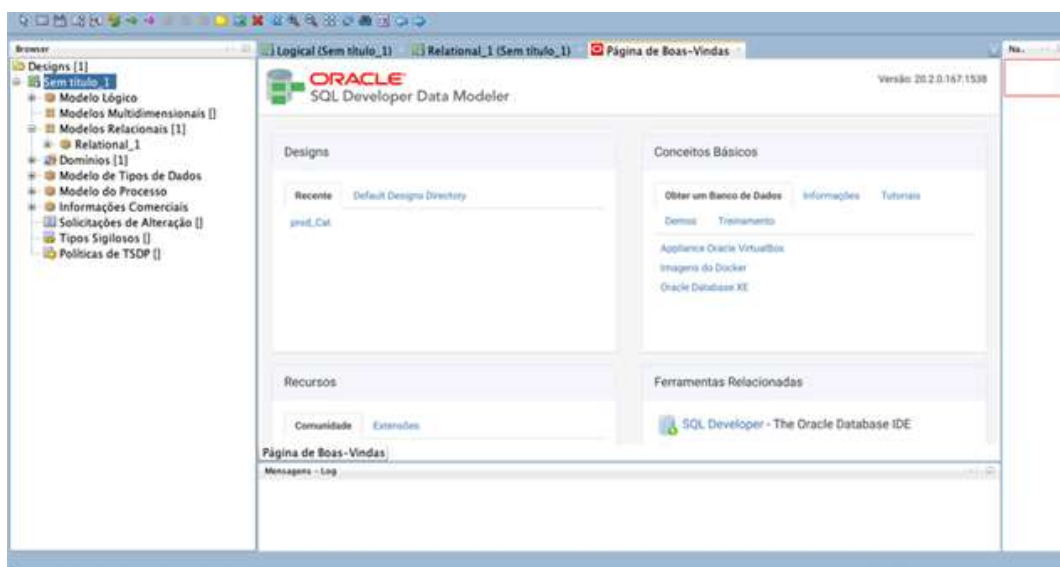 Browser
Designs [1]
Sem título_1
Modelo Lógico
Modelos Multidimensionais []
Modelos Relacionais [1]
Relational_1
Domínios [1]
Modelo de Tipos de Dados
Modelo do Processo
Informações Comerciais
Solicitações de Alteração []
Tipos Sigilosos []
Políticas de TSDP []
Logical (Sem título_1)
Relational_1 (Sem título_1)
Página de Boas-Vindas
ORACLE
SQL Developer Data Modeler
Versão: 20.2.0.167.1538
Designs
Recente Default Designs Directory
prod_Cat
Conceitos Básicos
Obter um Banco de Dados Informações Tutoriais
Demos Treinamento
Appliance Oracle VirtualBox
Imagens do Docker
Oracle Database XE
Recursos
Comunidade Extensões
Ferramentas Relacionadas
SQL Developer - The Oracle Database IDE
Página de Boas-Vindas
Mensagens - Log
Na..